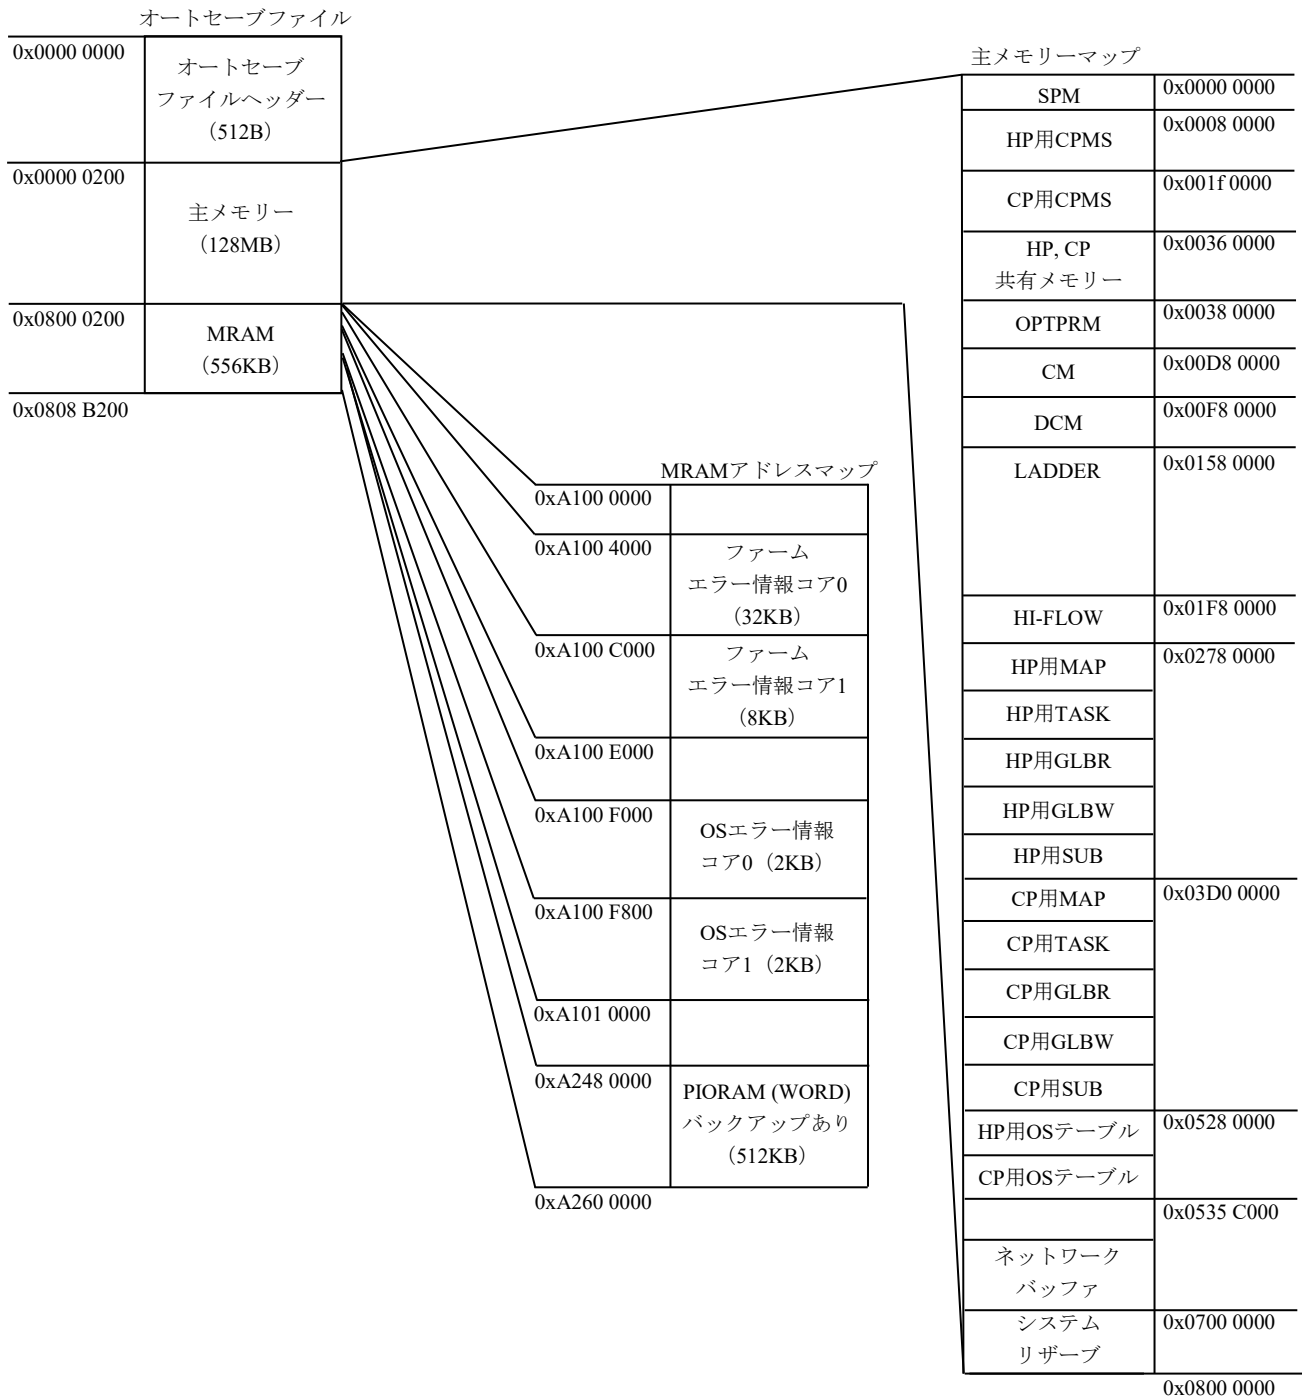 オートセーブファイル
0x0000 0000
オートセーブ
ファイルヘッダー
（512B）
0x0000 0200
主メモリー
（128MB）
0x0800 0200
MRAM
（556KB）
0x0808 B200
MRAMアドレスマップ
0xA100 0000
0xA100 4000
ファーム
エラー情報コア0
（32KB）
0xA100 C000
ファーム
エラー情報コア1
（8KB）
0xA100 E000
0xA100 F000
OSエラー情報
コア0（2KB）
0xA100 F800
OSエラー情報
コア1（2KB）
0xA101 0000
0xA248 0000
PIORAM (WORD)
バックアップあり
（512KB）
0xA260 0000
主メモリーマップ
SPM
0x0000 0000
HP用CPMS
0x0008 0000
CP用CPMS
0x001f 0000
HP, CP
共有メモリー
0x0036 0000
OPTPRM
0x0038 0000
CM
0x00D8 0000
DCM
0x00F8 0000
LADDER
0x0158 0000
HI-FLOW
0x01F8 0000
HP用MAP
0x0278 0000
HP用TASK
HP用GLBR
HP用GLBW
HP用SUB
CP用MAP
0x03D0 0000
CP用TASK
CP用GLBR
CP用GLBW
CP用SUB
HP用OSテーブル
0x0528 0000
CP用OSテーブル
0x0535 C000
ネットワーク
バッファ
システム
リザーブ
0x0700 0000
0x0800 0000